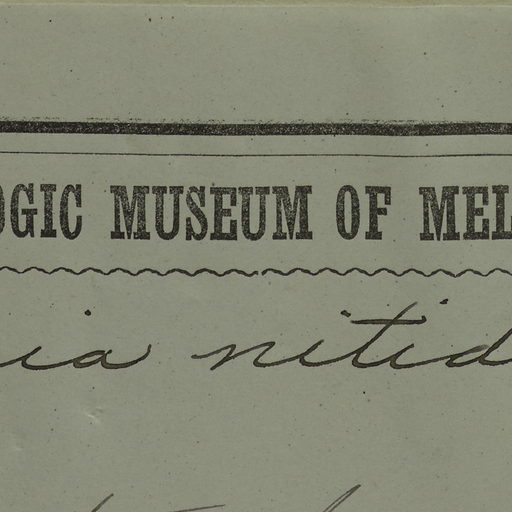 OGIC MUSEUM OF MEL
ia nitid